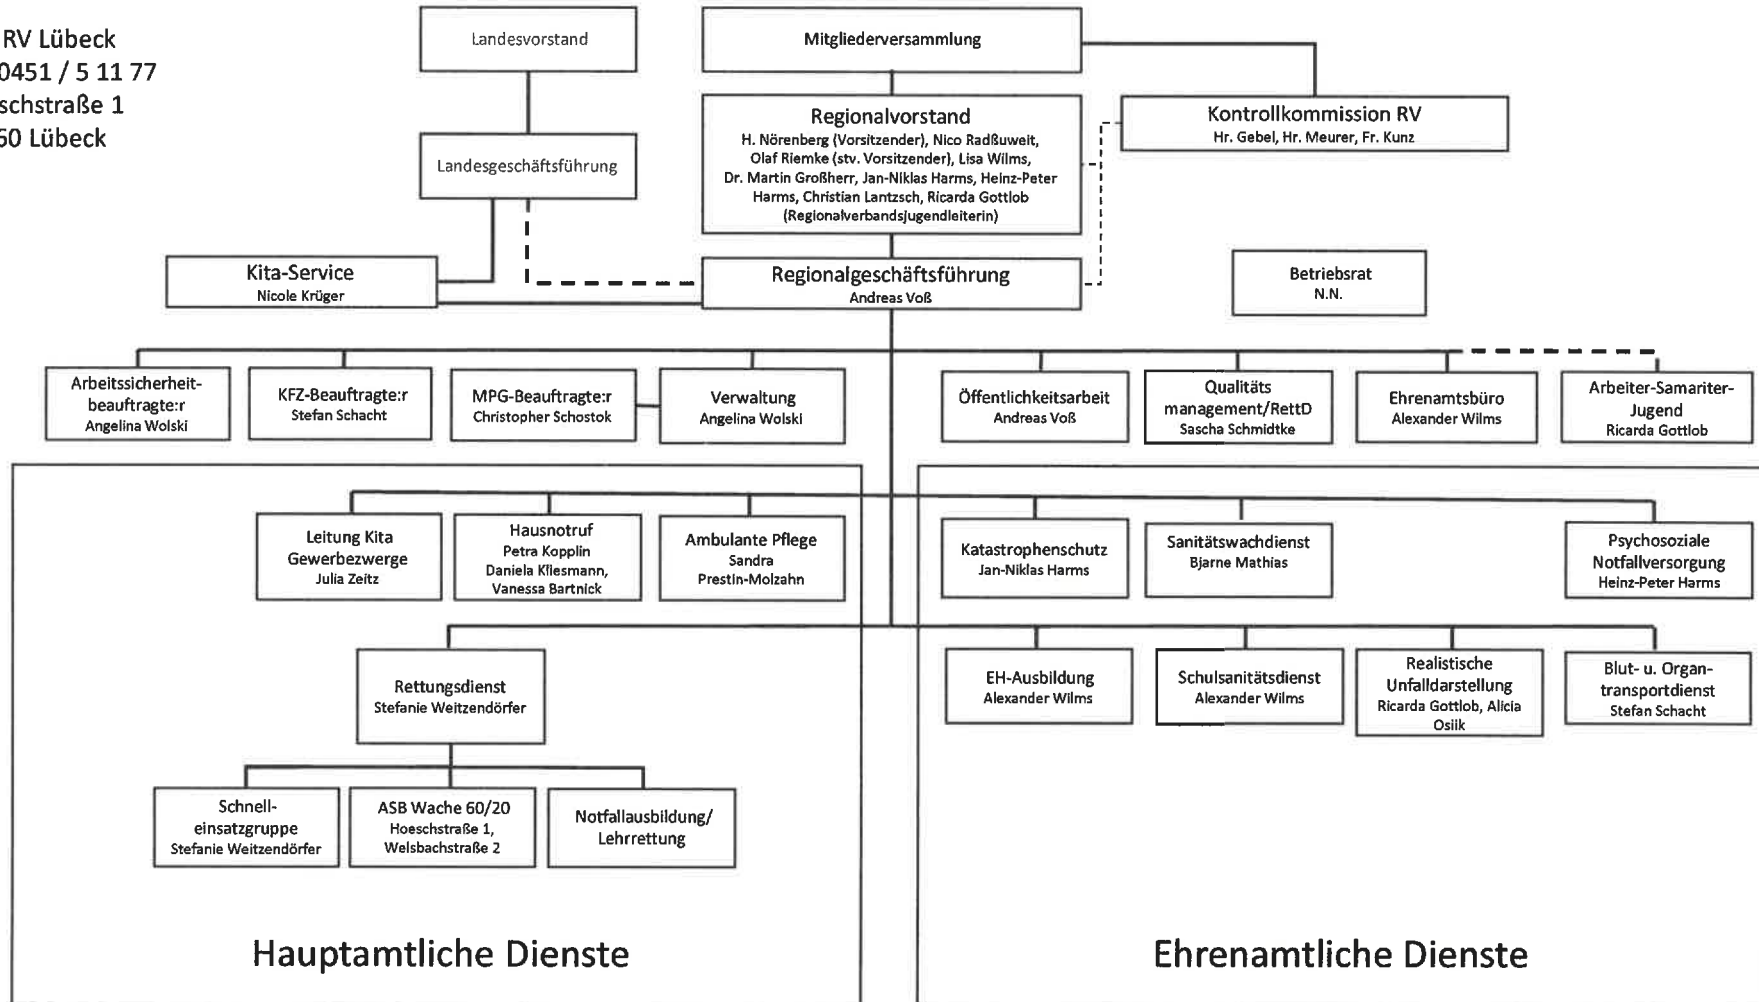 RV Lübeck
0451 / 5 11 77
schstraße 1
60 Lübeck
Landesvorstand
Mitgliederversammlung
Landesgeschäftsführung
Regionalvorstand
H. Nörenberg (Vorsitzender), Nico Radßuweit,
Olaf Riemke (stv. Vorsitzender), Lisa Wilms,
Dr. Martin Großherr, Jan-Niklas Harms, Heinz-Peter
Harms, Christian Lantzsch, Ricarda Gottlob
(Regionalverbandsjugendleiterin)
Kontrollkommission RV
Hr. Gebel, Hr. Meurer, Fr. Kunz
Kita-Service
Nicole Krüger
Regionalgeschäftsführung
Andreas Voß
Betriebsrat
N.N.
Arbeitssicherheit-
beauftragte:r
Angelina Wolski
KFZ-Beauftragte:r
Stefan Schacht
MPG-Beauftragte:r
Christopher Schostok
Verwaltung
Angelina Wolski
Öffentlichkeitsarbeit
Andreas Voß
Qualitäts
management/RettD
Sascha Schmidtke
Ehrenamtsbüro
Alexander Wilms
Arbeiter-Samariter-
Jugend
Ricarda Gottlob
Leitung Kita
Gewerbezwerge
Julia Zeitz
Hausnotruf
Petra Kopplin
Daniela Kliesmann,
Vanessa Bartnick
Ambulante Pflege
Sandra
Prestin-Molzahn
Katastrophenschutz
Jan-Niklas Harms
Sanitätswachdienst
Bjarne Mathias
Psychosoziale
Notfallversorgung
Heinz-Peter Harms
Rettungsdienst
Stefanie Weitzendörfer
EH-Ausbildung
Alexander Wilms
Schulsanitätsdienst
Alexander Wilms
Realistische
Unfalldarstellung
Ricarda Gottlob, Alicia
Osiik
Blut- u. Organ-
transportdienst
Stefan Schacht
Schnell-
einsatzgruppe
Stefanie Weitzendörfer
ASB Wache 60/20
Hoeschstraße 1,
Welsbachstraße 2
Notfallausbildung/
Lehrrettung
Hauptamtliche Dienste
Ehrenamtliche Dienste